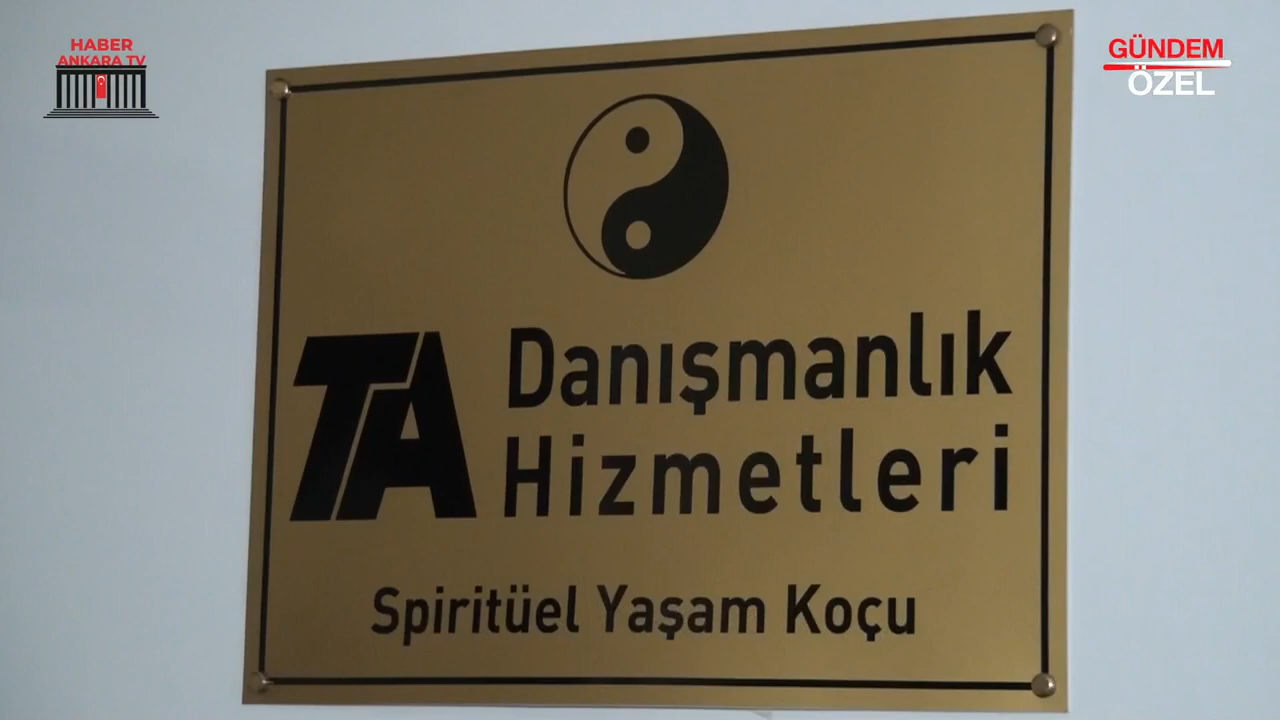 HABER
ANKARA TV
GÜNDEM
ÖZEL
TA Danışmanlık
Hizmetleri
Spiritüel Yaşam Koçu